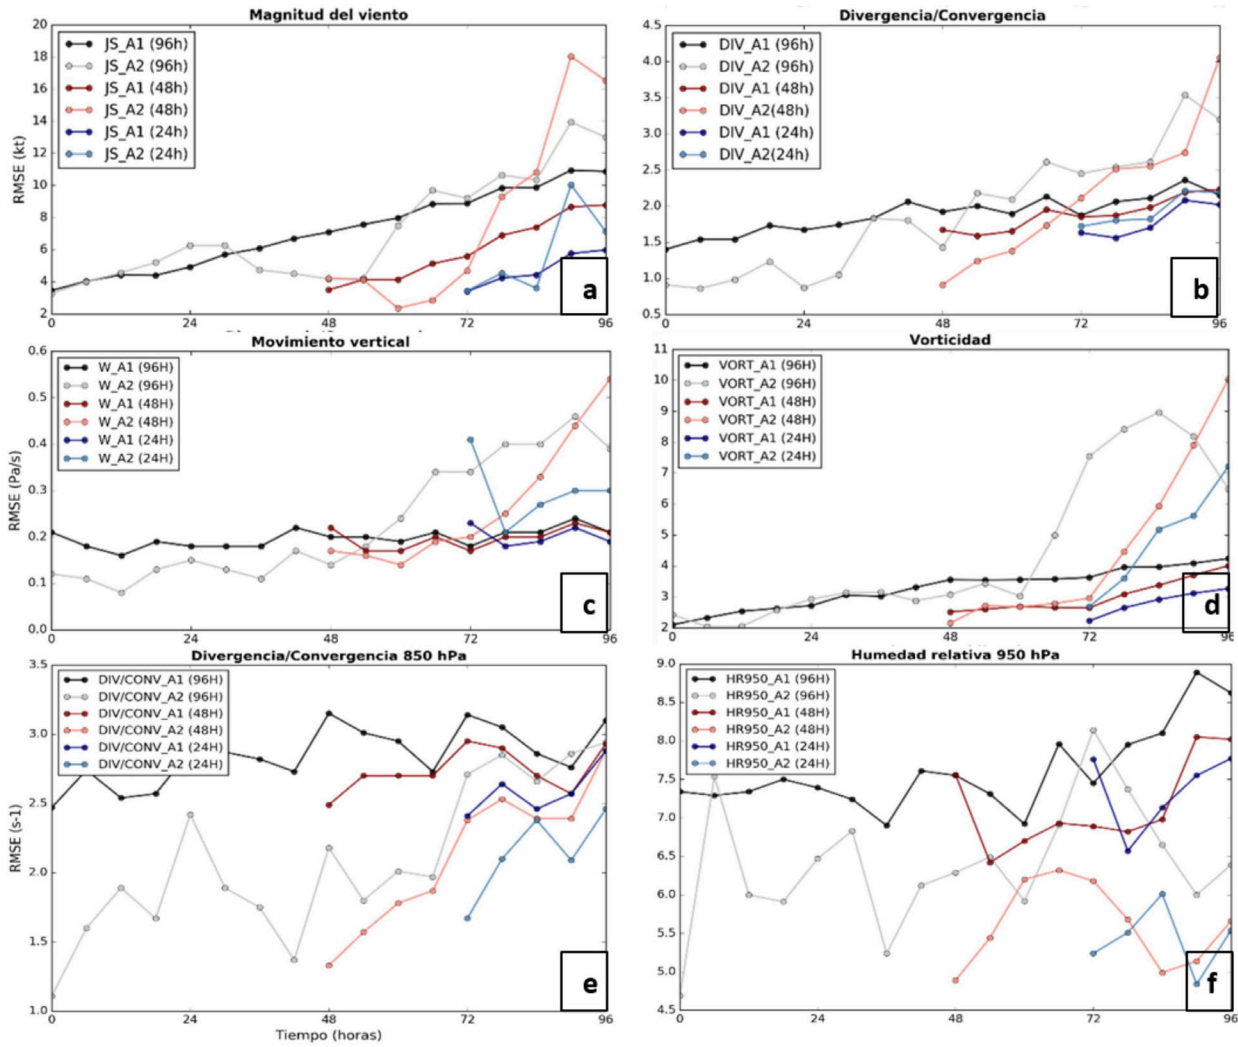 Magnitud del viento
20
18
16
14
12
10
8
6
4
2
RMSE (kt)
JS_A1 (96h)
JS_A2 (96h)
JS_A1 (48h)
JS_A2 (48h)
JS_A1 (24h)
JS_A2 (24h)
a
0 24 48 72 96
Divergencia/Convergencia
4.5
4.0
3.5
3.0
2.5
2.0
1.5
1.0
0.5
DIV_A1 (96h)
DIV_A2 (96h)
DIV_A1 (48h)
DIV_A2(48h)
DIV_A1 (24h)
DIV_A2(24h)
b
0 24 48 72 96
Movimiento vertical
0.6
0.5
0.4
0.3
0.2
0.1
0.0
RMSE (Pa/s)
W_A1 (96H)
W_A2 (96H)
W_A1 (48H)
W_A2 (48H)
W_A1 (24H)
W_A2 (24H)
c
0 24 48 72 96
Vorticidad
11
10
9
8
7
6
5
4
3
2
VORT_A1 (96H)
VORT_A2 (96H)
VORT_A1 (48H)
VORT_A2 (48H)
VORT_A1 (24H)
VORT_A2 (24H)
d
0 24 48 72 96
Divergencia/Convergencia 850 hPa
3.5
3.0
2.5
2.0
1.5
1.0
RMSE (s-1)
DIV/CONV_A1 (96H)
DIV/CONV_A2 (96H)
DIV/CONV_A1 (48H)
DIV/CONV_A2 (48H)
DIV/CONV_A1 (24H)
DIV/CONV_A2 (24H)
e
0 24 48 72 96
Tiempo (horas)
Humedad relativa 950 hPa
9.0
8.5
8.0
7.5
7.0
6.5
6.0
5.5
5.0
4.5
HR950_A1 (96H)
HR950_A2 (96H)
HR950_A1 (48H)
HR950_A2 (48H)
HR950_A1 (24H)
HR950_A2 (24H)
f
0 24 48 72 96